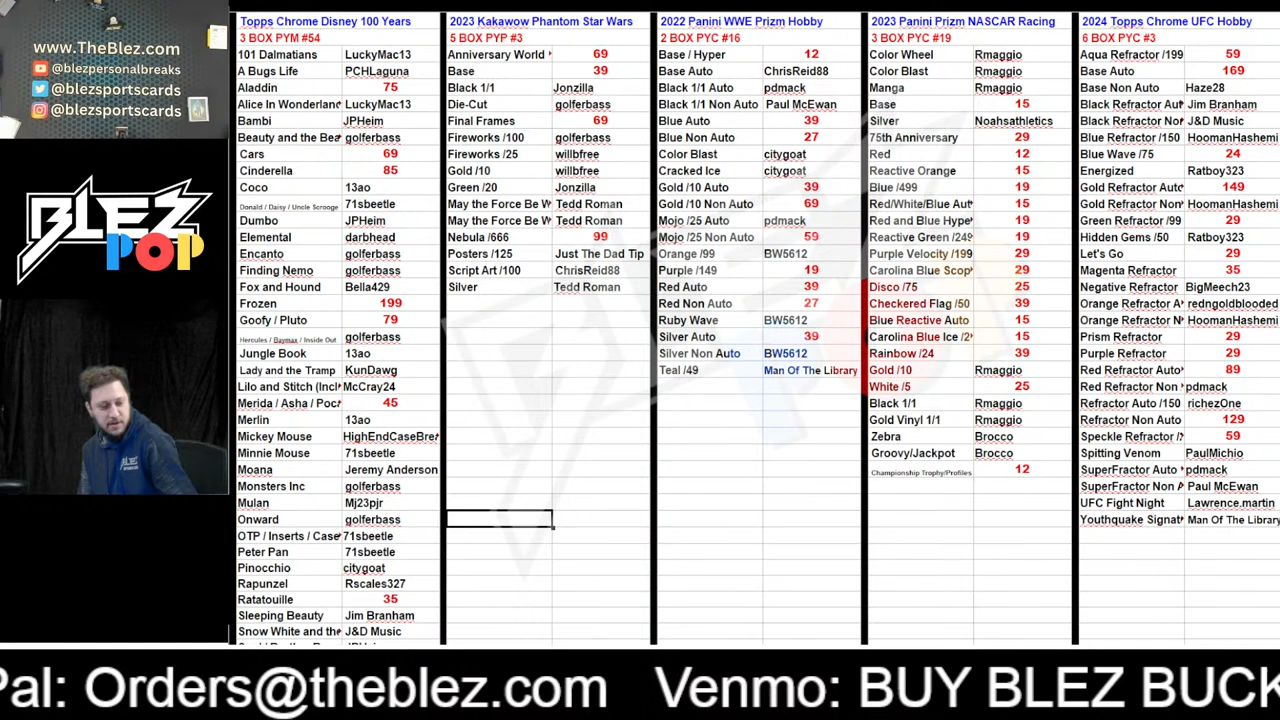 www.TheBlez.com
@blezpersonalbreaks
@blezsportscards
@blezsportscards
BLEZ
POP
Topps Chrome Disney 100 Years
3 BOX PYM #54
101 Dalmatians LuckyMac13
A Bugs Life PCHLaguna
Aladdin 75
Alice In Wonderlan LuckyMac13
Bambi JPHeim
Beauty and the Bea golferbass
Cars 69
Cinderella 85
Coco 13ao
Donald / Daisy / Uncle Scrooge 71sbeetle
Dumbo JPHeim
Elemental darbhead
Encanto golferbass
Finding Nemo golferbass
Fox and Hound Bella429
Frozen 199
Goofy / Pluto 79
Hercules / Baymax / Inside Out golferbass
Jungle Book 13ao
Lady and the Tramp KunDawg
Lilo and Stitch (Incl McCray24
Merida / Asha / Poca 45
Merlin 13ao
Mickey Mouse HighEndCaseBre
Minnie Mouse 71sbeetle
Moana Jeremy Anderson
Monsters Inc golferbass
Mulan Mj23pjr
Onward golferbass
OTP / Inserts / Case 71sbeetle
Peter Pan 71sbeetle
Pinocchio citygoat
Rapunzel Rscales327
Ratatouille 35
Sleeping Beauty Jim Branham
Snow White and the J&D Music
2023 Kakawow Phantom Star Wars
5 BOX PYP #3
Anniversary World 69
Base 39
Black 1/1 Jonzilla
Die-Cut golferbass
Final Frames 69
Fireworks /100 golferbass
Fireworks /25 willbfree
Gold /10 willbfree
Green /20 Jonzilla
May the Force Be W Tedd Roman
May the Force Be W Tedd Roman
Nebula /666 99
Posters /125 Just The Dad Tip
Script Art /100 ChrisReid88
Silver Tedd Roman
2022 Panini WWE Prizm Hobby
2 BOX PYC #16
Base / Hyper 12
Base Auto ChrisReid88
Black 1/1 Auto pdmack
Black 1/1 Non Auto Paul McEwan
Blue Auto 39
Blue Non Auto 27
Color Blast citygoat
Cracked Ice citygoat
Gold /10 Auto 39
Gold /10 Non Auto 69
Mojo /25 Auto pdmack
Mojo /25 Non Auto 59
Orange /99 BW5612
Purple /149 19
Red Auto 39
Red Non Auto 27
Ruby Wave BW5612
Silver Auto 39
Silver Non Auto BW5612
Teal /49 Man Of The Library
2023 Panini Prizm NASCAR Racing
3 BOX PYC #19
Color Wheel Rmaggio
Color Blast Rmaggio
Manga Rmaggio
Base 15
Silver Noahsathletics
75th Anniversary 29
Red 12
Reactive Orange 15
Blue /499 19
Red/White/Blue Aut 15
Red and Blue Hype 19
Reactive Green /249 19
Purple Velocity /199 29
Carolina Blue Scop 29
Disco /75 25
Checkered Flag /50 39
Blue Reactive Auto 15
Carolina Blue Ice /2 15
Rainbow /24 39
Gold /10 Rmaggio
White /5 25
Black 1/1 Rmaggio
Gold Vinyl 1/1 Rmaggio
Zebra Brocco
Groovy/Jackpot Brocco
Championship Trophy/Profiles 12
2024 Topps Chrome UFC Hobby
6 BOX PYC #3
Aqua Refractor /199 59
Base Auto 169
Base Non Auto Haze28
Black Refractor Aut Jim Branham
Black Refractor No J&D Music
Blue Refractor /150 HoomanHashemi
Blue Wave /75 24
Energized Ratboy323
Gold Refractor Aut 149
Gold Refractor Non HoomanHashemi
Green Refractor /99 29
Hidden Gems /50 Ratboy323
Let's Go 29
Magenta Refractor 35
Negative Refractor BigMeech23
Orange Refractor A redngoldblooded
Orange Refractor N HoomanHashemi
Prism Refractor 29
Purple Refractor 29
Red Refractor Auto 89
Red Refractor Non pdmack
Refractor Auto /150 richezOne
Refractor Non Auto 129
Speckle Refractor /2 59
Spitting Venom PaulMichio
SuperFractor Auto pdmack
SuperFractor Non A Paul McEwan
UFC Fight Night Lawrence.martin
Youthquake Signat Man Of The Library
Pal: Orders@theblez.com Venmo: BUY BLEZ BUCK